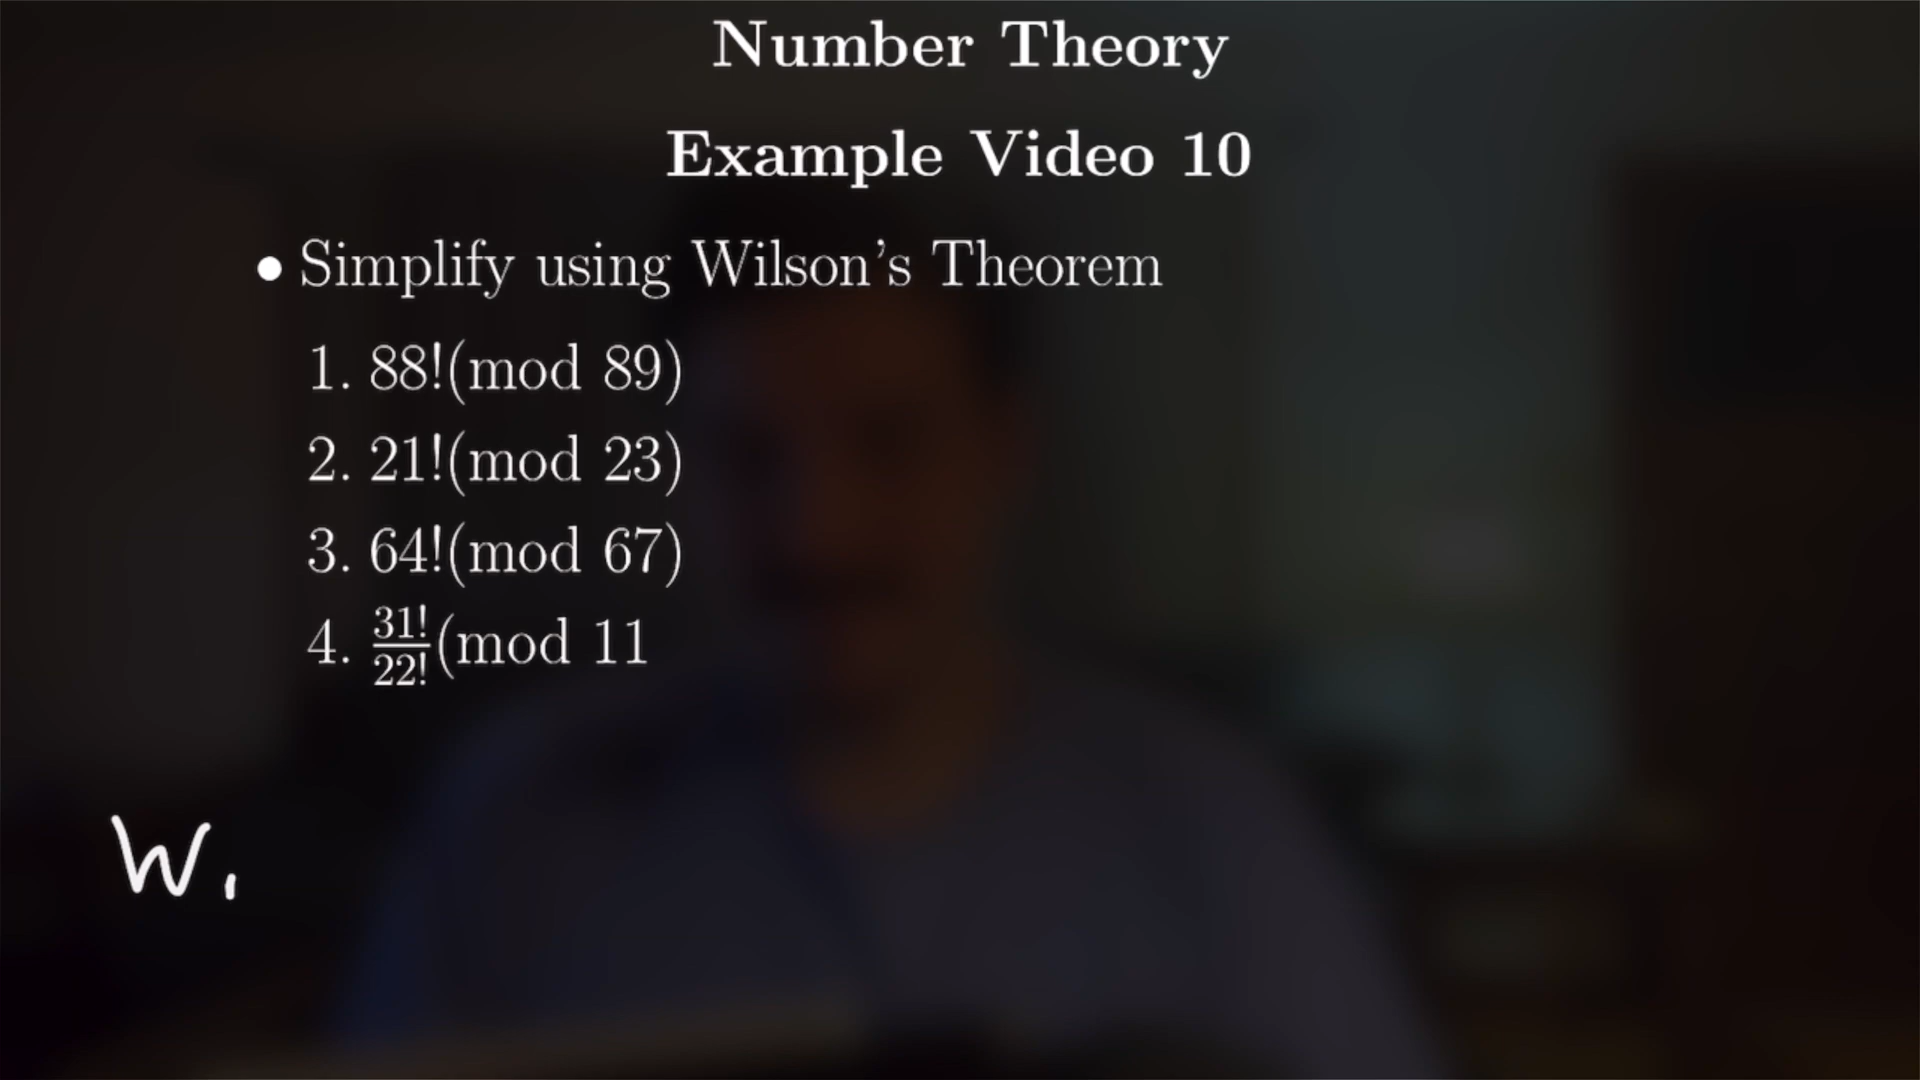 Number Theory
Example Video 10
• Simplify using Wilson's Theorem
1. 88!(mod 89)
2. 21!(mod 23)
3. 64!(mod 67)
4. 31!/22!(mod 11
W.